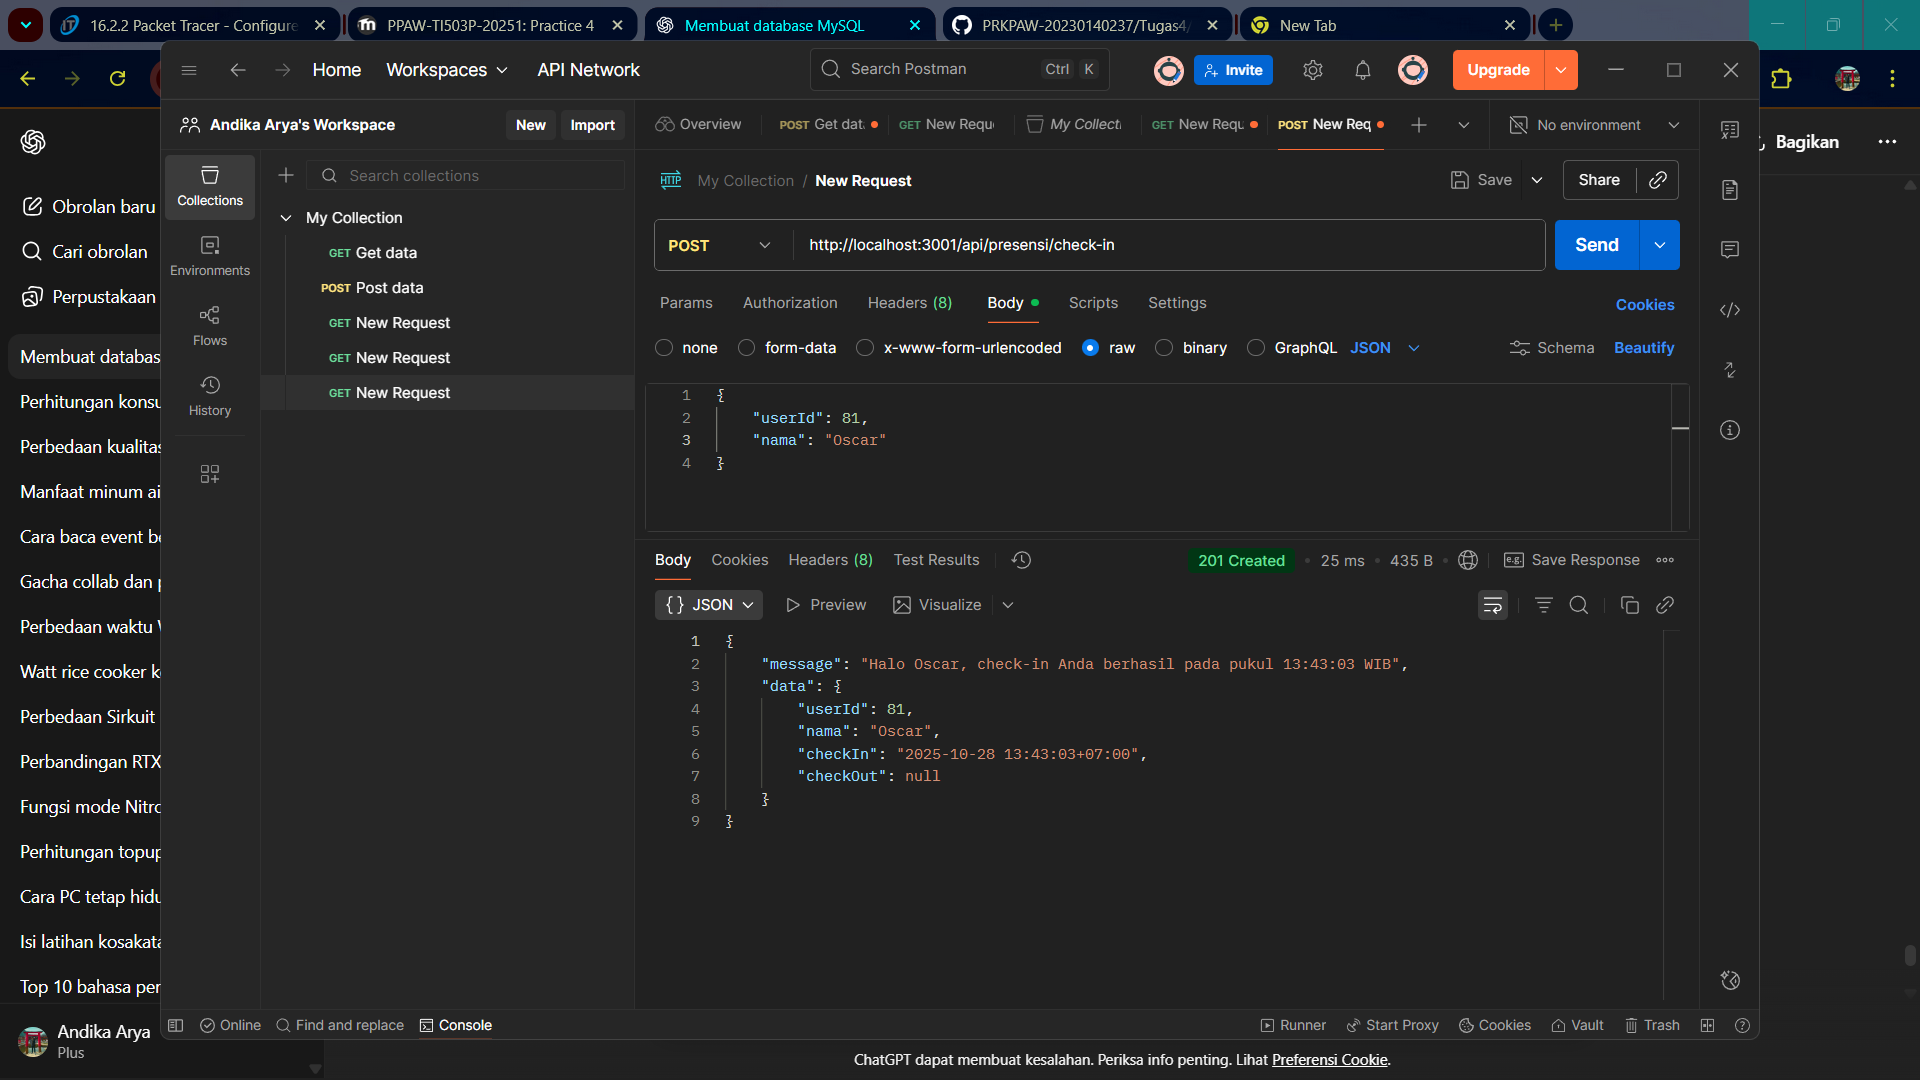 16.2.2 Packet Tracer - Configure
PPAW-TI503P-20251: Practice 4
Membuat database MySQL
PRKPAW-20230140237/Tugas4
New Tab
Home
Workspaces
API Network
Search Postman
Ctrl K
Invite
Upgrade
Andika Arya's Workspace
New
Import
Overview
POST Get dat
GET New Requ
My Collecti
GET New Requ
POST New Req
No environment
Bagikan
Obrolan baru
Cari obrolan
Perpustakaan
Membuat databas
Perhitungan konsu
Perbedaan kualitas
Manfaat minum ai
Cara baca event be
Gacha collab dan p
Perbedaan waktu W
Watt rice cooker k
Perbedaan Sirkuit
Perbandingan RTX
Fungsi mode Nitro
Perhitungan topup
Cara PC tetap hidu
Isi latihan kosakata
Top 10 bahasa per
Andika Arya
Plus
Collections
Environments
Flows
History
Search collections
My Collection
GET Get data
POST Post data
GET New Request
GET New Request
GET New Request
HTTP My Collection / New Request
Save
Share
POST
http://localhost:3001/api/presensi/check-in
Send
Params
Authorization
Headers (8)
Body
Scripts
Settings
Cookies
none
form-data
x-www-form-urlencoded
raw
binary
GraphQL
JSON
Schema
Beautify
1 {
2 "userId": 81,
3 "nama": "Oscar"
4 }
Body
Cookies
Headers (8)
Test Results
201 Created
25 ms
435 B
e.g. Save Response
{} JSON
Preview
Visualize
1 {
2 "message": "Halo Oscar, check-in Anda berhasil pada pukul 13:43:03 WIB",
3 "data": {
4 "userId": 81,
5 "nama": "Oscar",
6 "checkIn": "2025-10-28 13:43:03+07:00",
7 "checkOut": null
8 }
9 }
Online
Find and replace
Console
Runner
Start Proxy
Cookies
Vault
Trash
ChatGPT dapat membuat kesalahan. Periksa info penting. Lihat Preferensi Cookie.